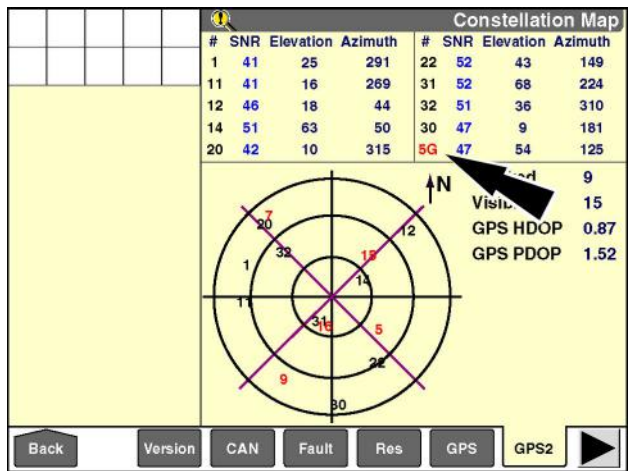 Constellation Map
# SNR Elevation Azimuth # SNR Elevation Azimuth
1 41 25 291 22 52 43 149
11 41 16 269 31 52 68 224
12 46 18 44 32 51 36 310
14 51 63 50 30 47 9 181
20 42 10 315 5G 47 54 125
9
N
15
GPS HDOP 0.87
GPS PDOP 1.52
7
20
12
32
15
1
14
11
31
16
5
22
9
30
Back Version CAN Fault Res GPS GPS2